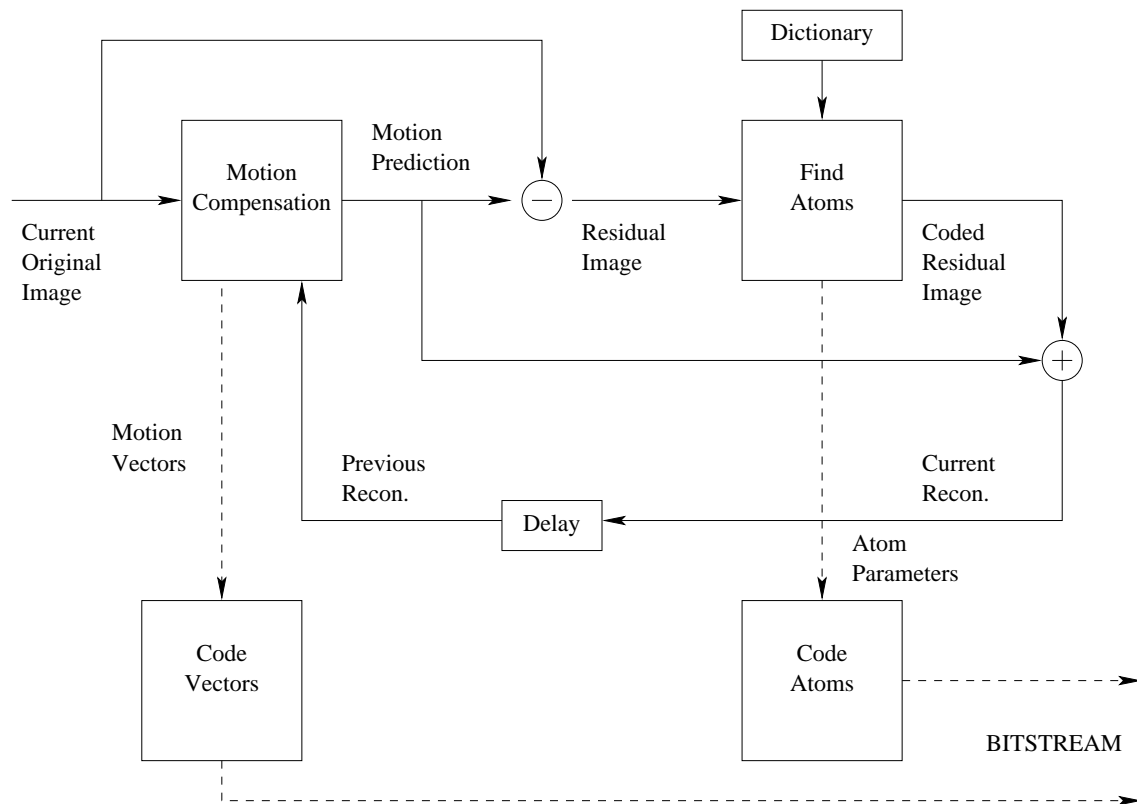 Dictionary
Motion
Prediction
Motion
Compensation
Find
Atoms
Current
Original
Image
Residual
Image
Coded
Residual
Image
−
+
Motion
Vectors
Previous
Recon.
Current
Recon.
Delay
Atom
Parameters
Code
Vectors
Code
Atoms
BITSTREAM